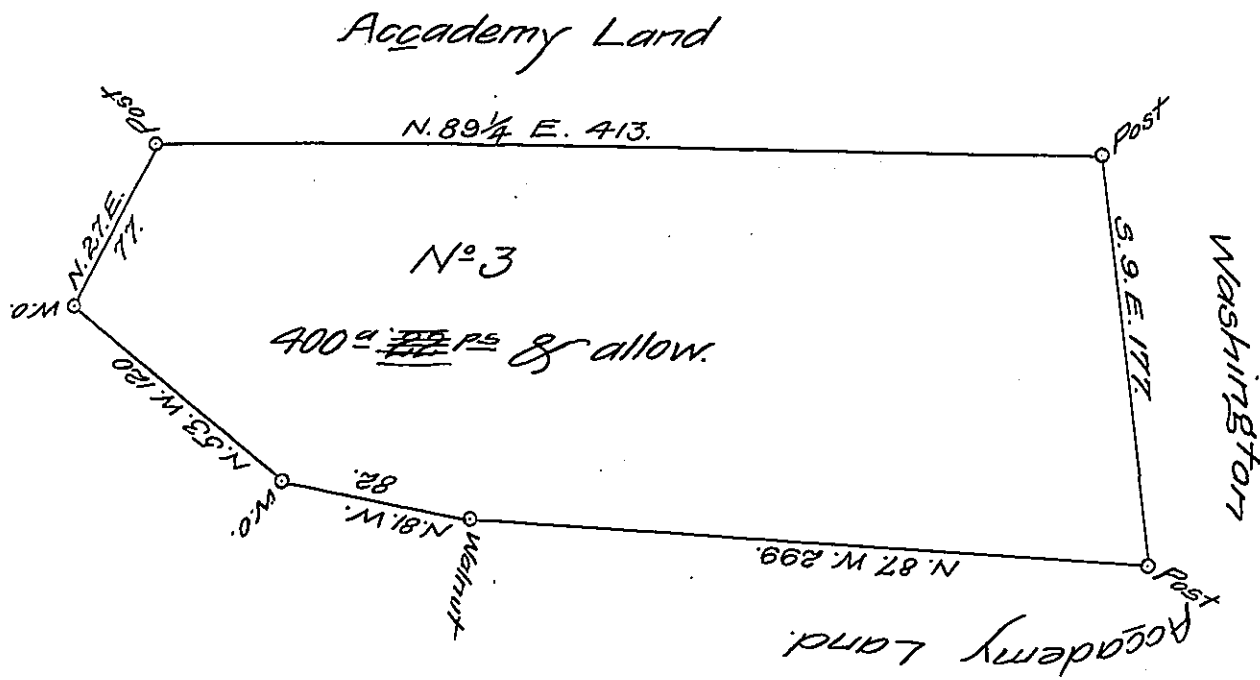 Accademy Land
Post
N. 89¼ E. 413.
Post
N. 27. E.
77.
S. 9. E. 177.
Washington
Nº 3
W.O.
400ª ps & allow.
N. 53. W. 120
W.O.
82.
N. 81. W.
Walnut
N. 87. W. 299.
Post
Accademy Land.